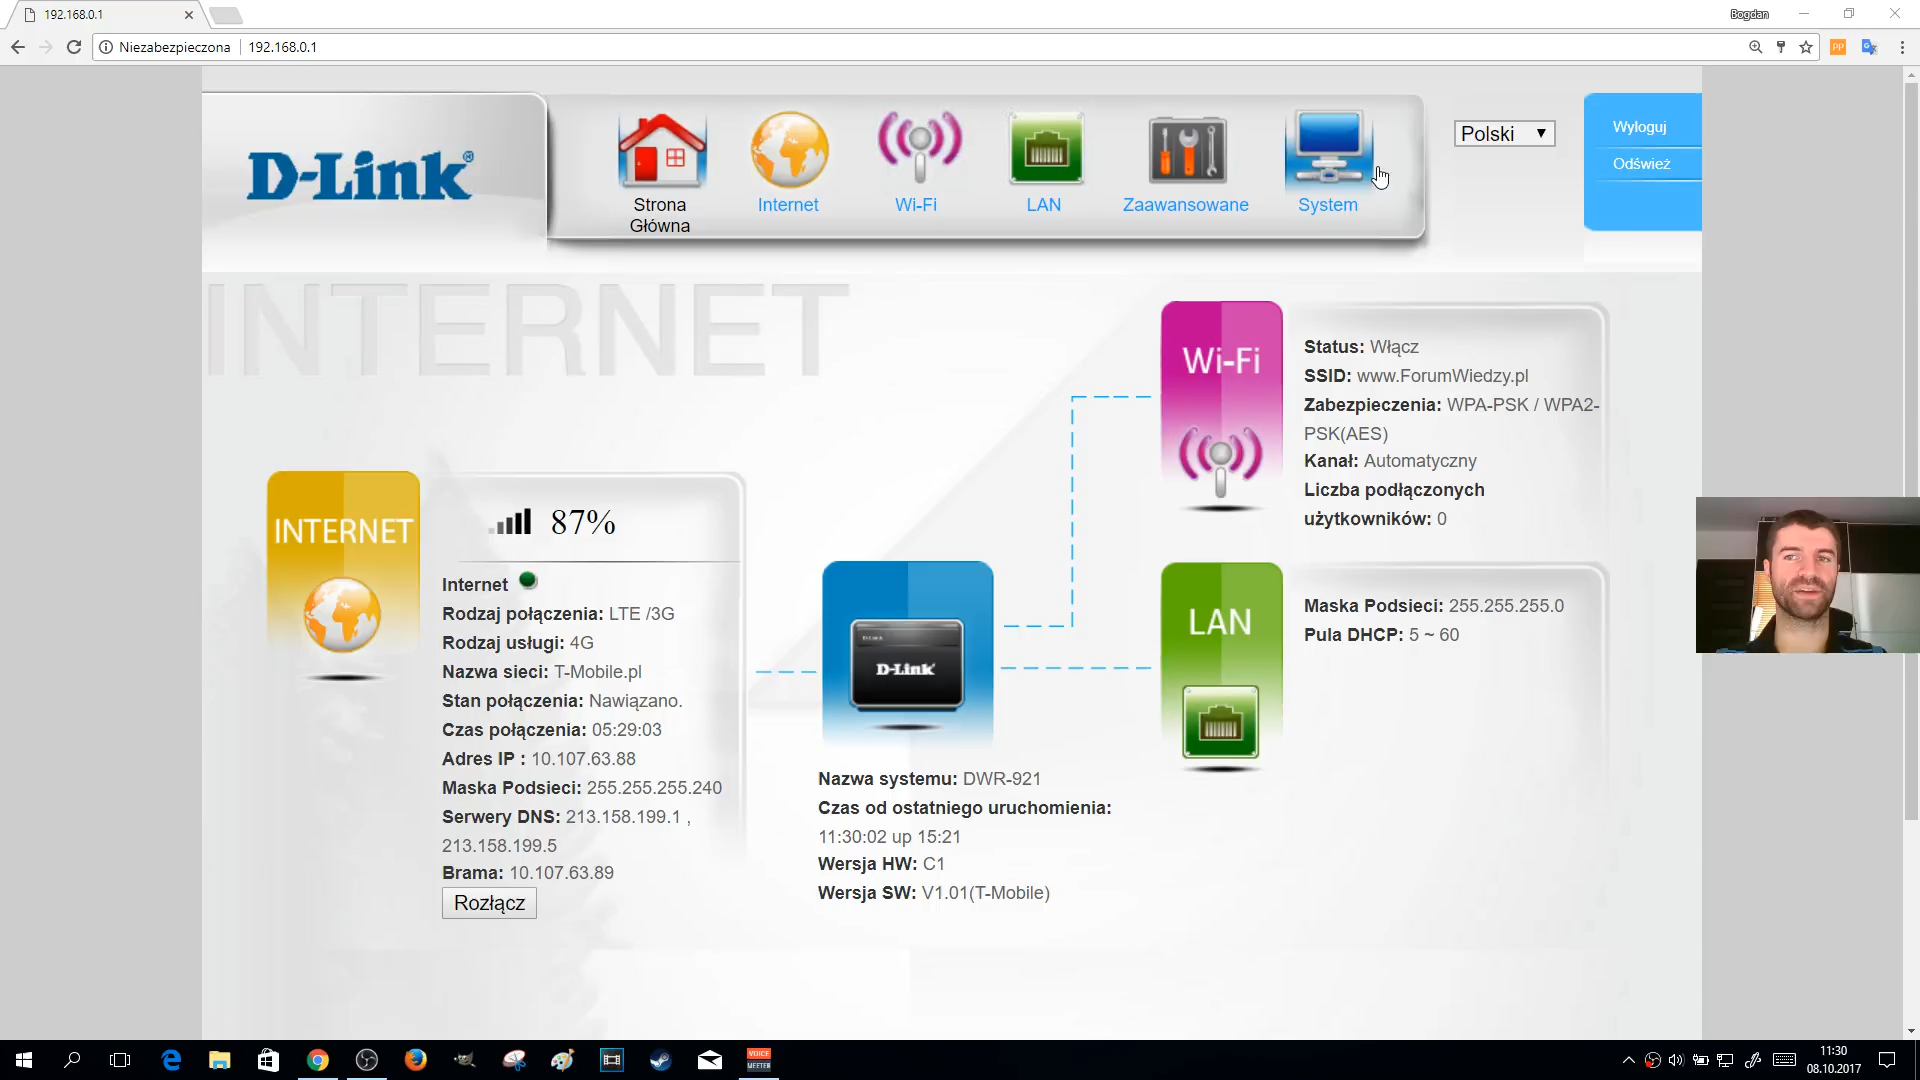 192.168.0.1
Bogdan
Niezabezpieczona
192.168.0.1
PP
D-Link®
Strona
Główna
Internet
Wi-Fi
LAN
Zaawansowane
System
Polski
Wyloguj
Odśwież
INTERNET
Wi-Fi
Status: Włącz
SSID: www.ForumWiedzy.pl
Zabezpieczenia: WPA-PSK / WPA2-
PSK(AES)
Kanał: Automatyczny
Liczba podłączonych
użytkowników: 0
INTERNET
87%
Internet
Rodzaj połączenia: LTE /3G
Rodzaj usługi: 4G
Nazwa sieci: T-Mobile.pl
Stan połączenia: Nawiązano.
Czas połączenia: 05:29:03
Adres IP : 10.107.63.88
Maska Podsieci: 255.255.255.240
Serwery DNS: 213.158.199.1 ,
213.158.199.5
Brama: 10.107.63.89
Rozłącz
D-Link
D-Link
Nazwa systemu: DWR-921
Czas od ostatniego uruchomienia:
11:30:02 up 15:21
Wersja HW: C1
Wersja SW: V1.01(T-Mobile)
LAN
Maska Podsieci: 255.255.255.0
Pula DHCP: 5 ~ 60
VOICE
MEETER
11:30
08.10.2017